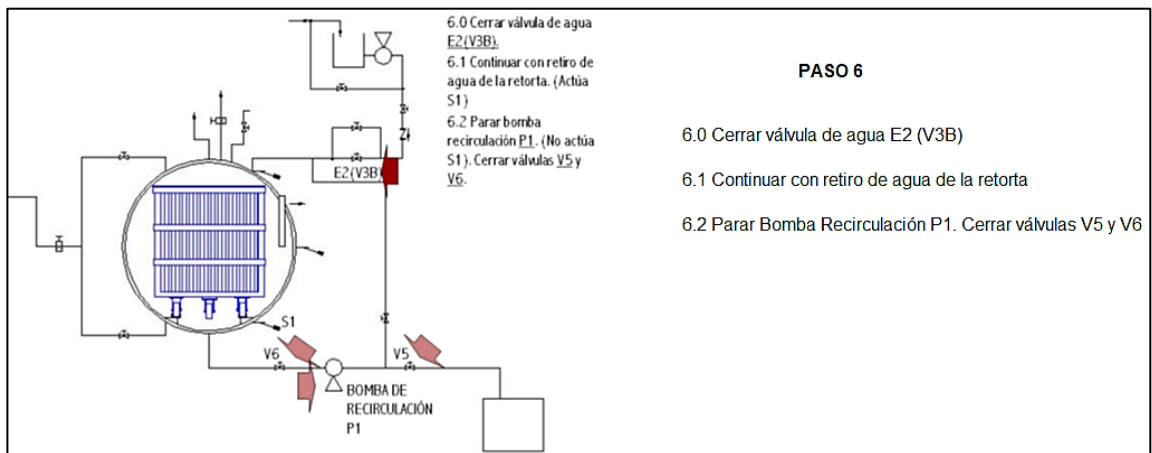 6.0 Cerrar válvula de agua
E2(V3B).
6.1 Continuar con retiro de
agua de la retorta. (Actúa
S1)
6.2 Parar bomba
recirculación P1. (No actúa
S1). Cerrar válvulas V5 y
V6.
E2(V3B)
S1
V6
V5
BOMBA DE
RECIRCULACIÓN
P1
PASO 6
6.0 Cerrar válvula de agua E2 (V3B)
6.1 Continuar con retiro de agua de la retorta
6.2 Parar Bomba Recirculación P1. Cerrar válvulas V5 y V6